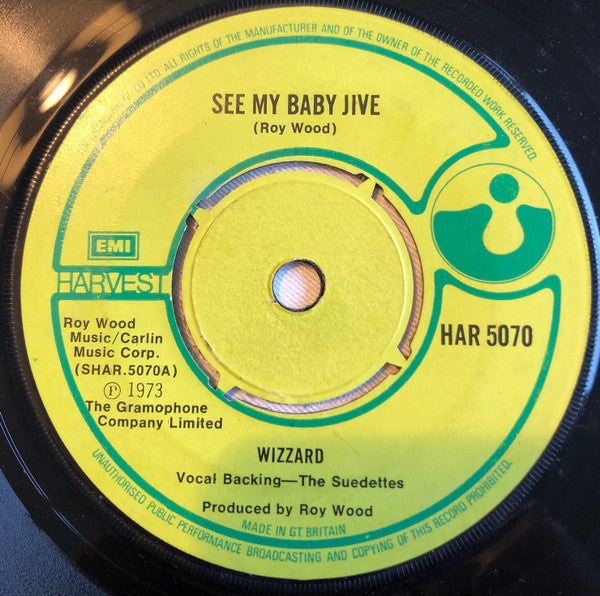 ALL RIGHTS OF THE MANUFACTURER AND OF THE OWNER OF THE RECORDED WORK RESERVED.
SEE MY BABY JIVE
(Roy Wood)
EMI
HARVEST
HAR 5070
Roy Wood
Music/Carlin
Music Corp.
(SHAR.5070A)
Ⓟ 1973
The Gramophone
Company Limited
WIZZARD
Vocal Backing—The Suedettes
Produced by Roy Wood
MADE IN GT. BRITAIN
UNAUTHORISED PUBLIC PERFORMANCE BROADCASTING AND COPYING OF THIS RECORD PROHIBITED.